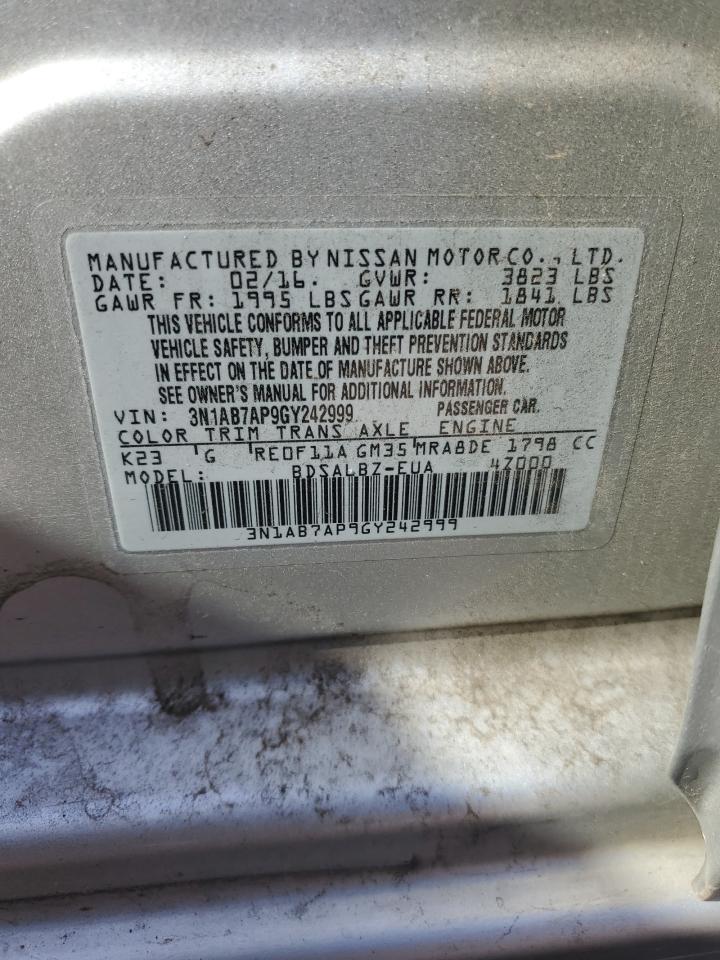 MANUFACTURED BY NISSAN MOTOR CO., LTD.
DATE: 02/16. GVWR: 3823 LBS
GAWR FR: 1995 LBS GAWR RR: 1841 LBS
THIS VEHICLE CONFORMS TO ALL APPLICABLE FEDERAL MOTOR
VEHICLE SAFETY, BUMPER AND THEFT PREVENTION STANDARDS
IN EFFECT ON THE DATE OF MANUFACTURE SHOWN ABOVE.
SEE OWNER'S MANUAL FOR ADDITIONAL INFORMATION.
VIN: 3N1AB7AP9GY242999 PASSENGER CAR.
COLOR TRIM TRANS AXLE ENGINE
K23 G RE0F11A GM35 MRA8DE 1798 CC
MODEL: BDSALBZ-EUA 47000
3N1AB7AP9GY242999